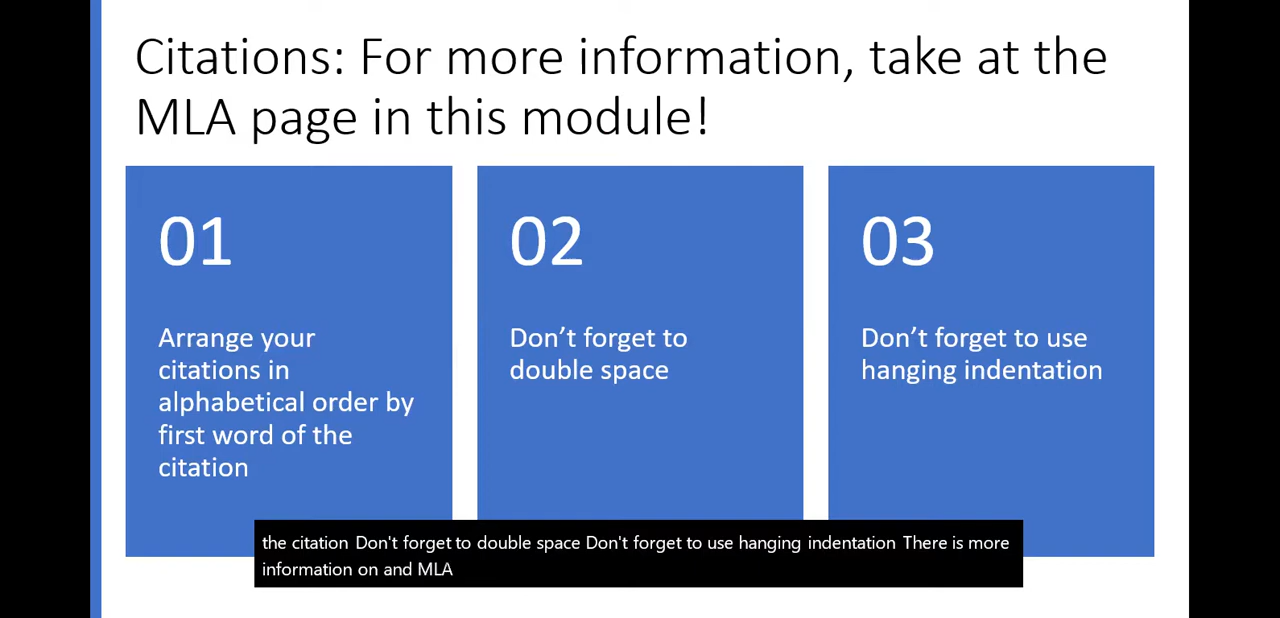 Citations: For more information, take at the
MLA page in this module!
01
Arrange your
citations in
alphabetical order by
first word of the
citation
02
Don’t forget to
double space
03
Don’t forget to use
hanging indentation
the citation Don't forget to double space Don't forget to use hanging indentation There is more
information on and MLA